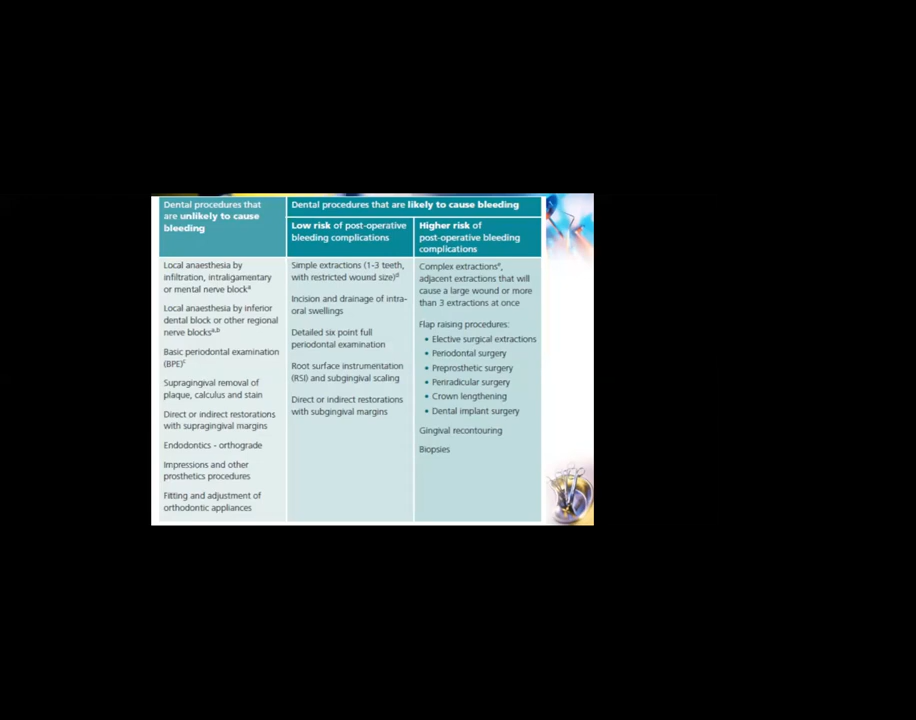 Dental procedures that
are unlikely to cause
bleeding
Dental procedures that are likely to cause bleeding
Low risk of post-operative
bleeding complications
Higher risk of
post-operative bleeding
complications
Local anaesthesia by
infiltration, intraligamentary
or mental nerve blockᵃ
Local anaesthesia by inferior
dental block or other regional
nerve blocksᵃ,ᵇ
Basic periodontal examination
(BPE)ᶜ
Supragingival removal of
plaque, calculus and stain
Direct or indirect restorations
with supragingival margins
Endodontics - orthograde
Impressions and other
prosthetics procedures
Fitting and adjustment of
orthodontic appliances
Simple extractions (1-3 teeth,
with restricted wound size)ᵈ
Incision and drainage of intra-
oral swellings
Detailed six point full
periodontal examination
Root surface instrumentation
(RSI) and subgingival scaling
Direct or indirect restorations
with subgingival margins
Complex extractionsᵉ,
adjacent extractions that will
cause a large wound or more
than 3 extractions at once
Flap raising procedures:
• Elective surgical extractions
• Periodontal surgery
• Preprosthetic surgery
• Periradicular surgery
• Crown lengthening
• Dental implant surgery
Gingival recontouring
Biopsies